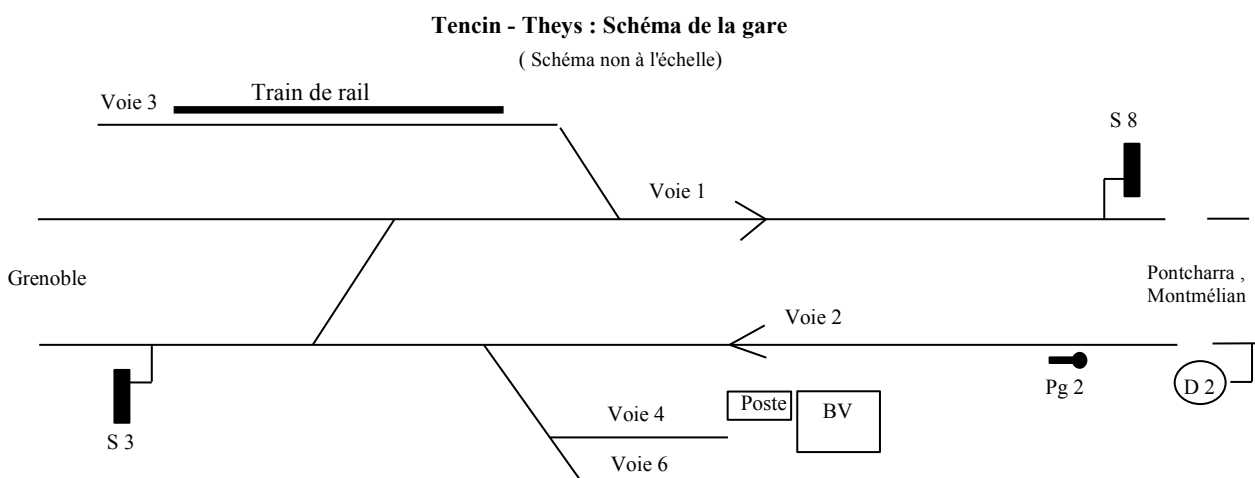 Tencin - Theys : Schéma de la gare
( Schéma non à l'échelle)
Voie 3
Train de rail
S 8
Voie 1
Grenoble
Pontcharra ,
Montmélian
Voie 2
Pg 2
D 2
S 3
Voie 4
Poste
BV
Voie 6